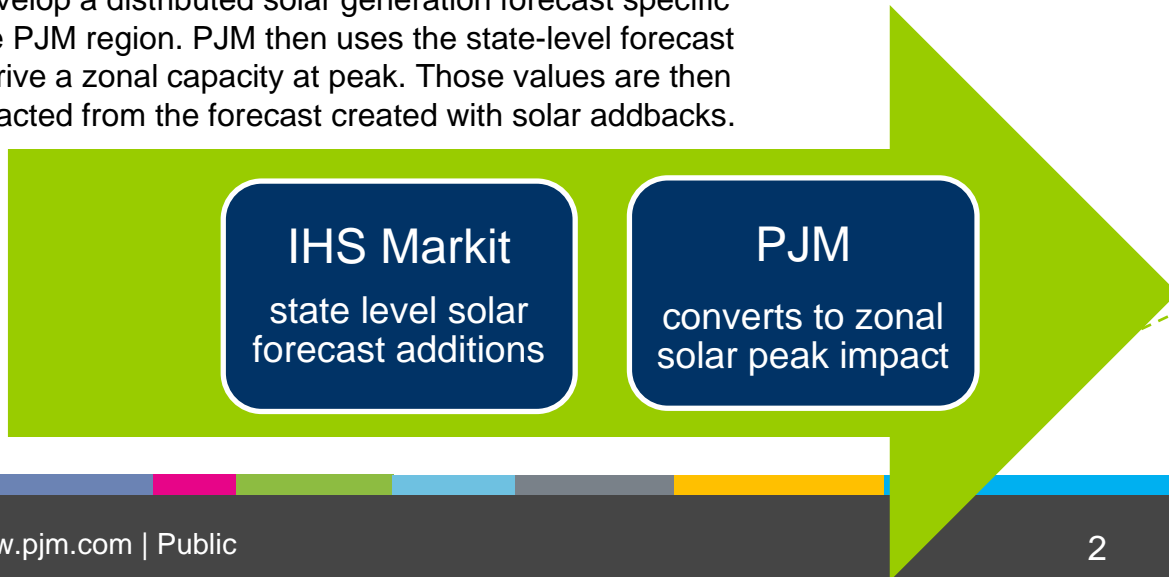 velop a distributed solar generation forecast specific
e PJM region. PJM then uses the state-level forecast
rive a zonal capacity at peak. Those values are then
acted from the forecast created with solar addbacks.
IHS Markit
state level solar
forecast additions
PJM
converts to zonal
solar peak impact
w.pjm.com | Public
2